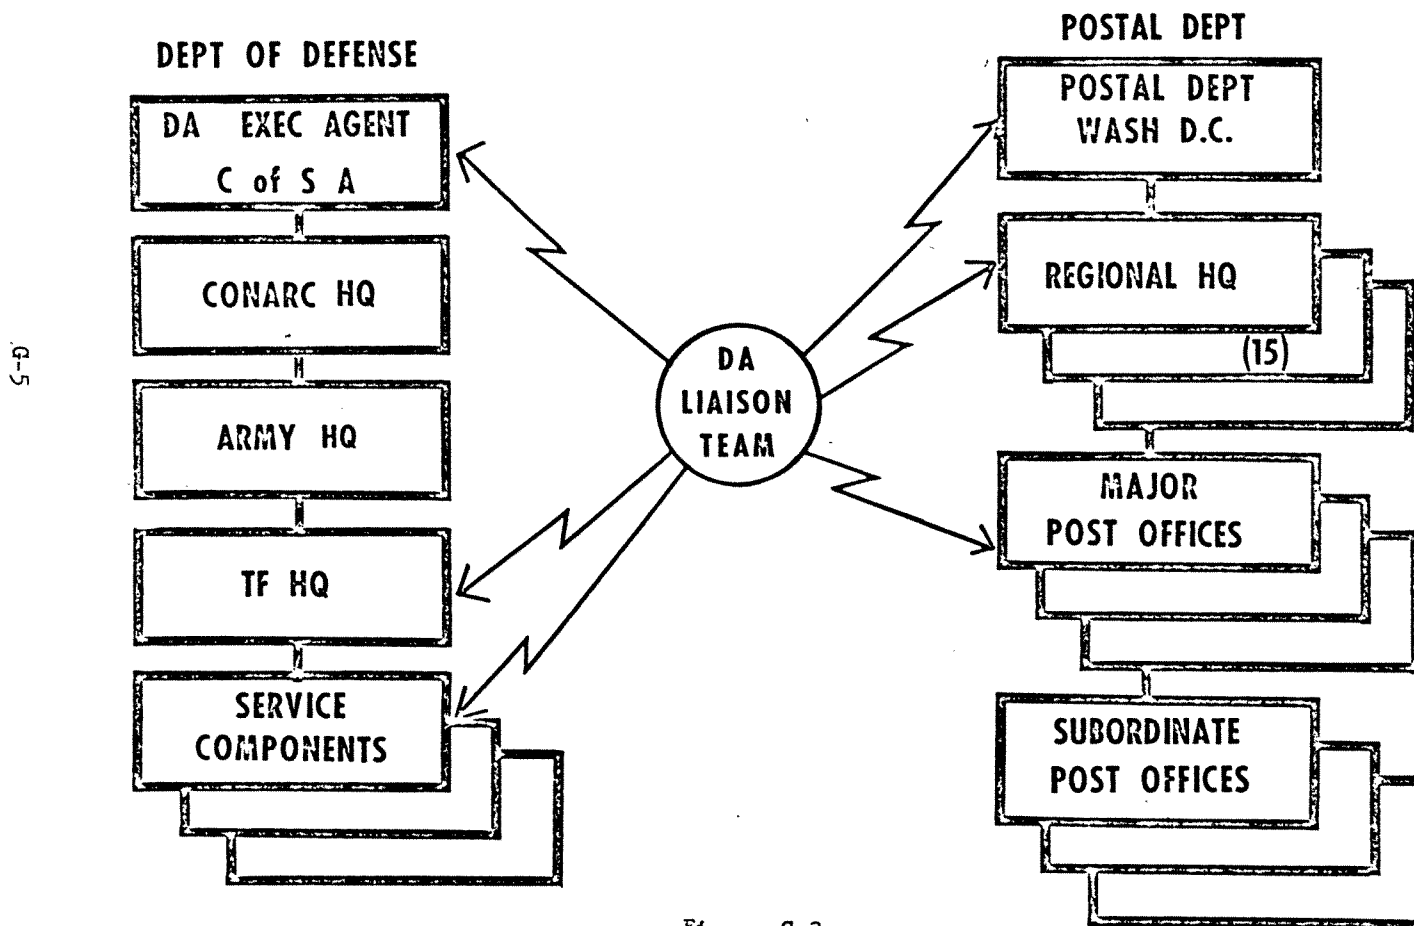 DEPT OF DEFENSE
DA EXEC AGENT
C of S A
CONARC HQ
ARMY HQ
TF HQ
SERVICE
COMPONENTS
DA
LIAISON
TEAM
POSTAL DEPT
POSTAL DEPT
WASH D.C.
REGIONAL HQ
(15)
MAJOR
POST OFFICES
SUBORDINATE
POST OFFICES
G-5